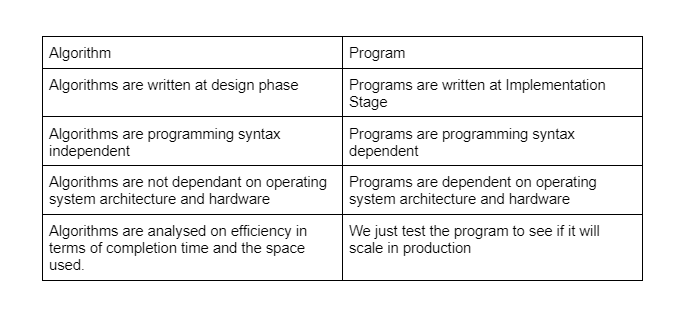 Algorithm
Program
Algorithms are written at design phase
Programs are written at Implementation
Stage
Algorithms are programming syntax
independent
Programs are programming syntax
dependent
Algorithms are not dependant on operating
system architecture and hardware
Programs are dependent on operating
system architecture and hardware
Algorithms are analysed on efficiency in
terms of completion time and the space
used.
We just test the program to see if it will
scale in production